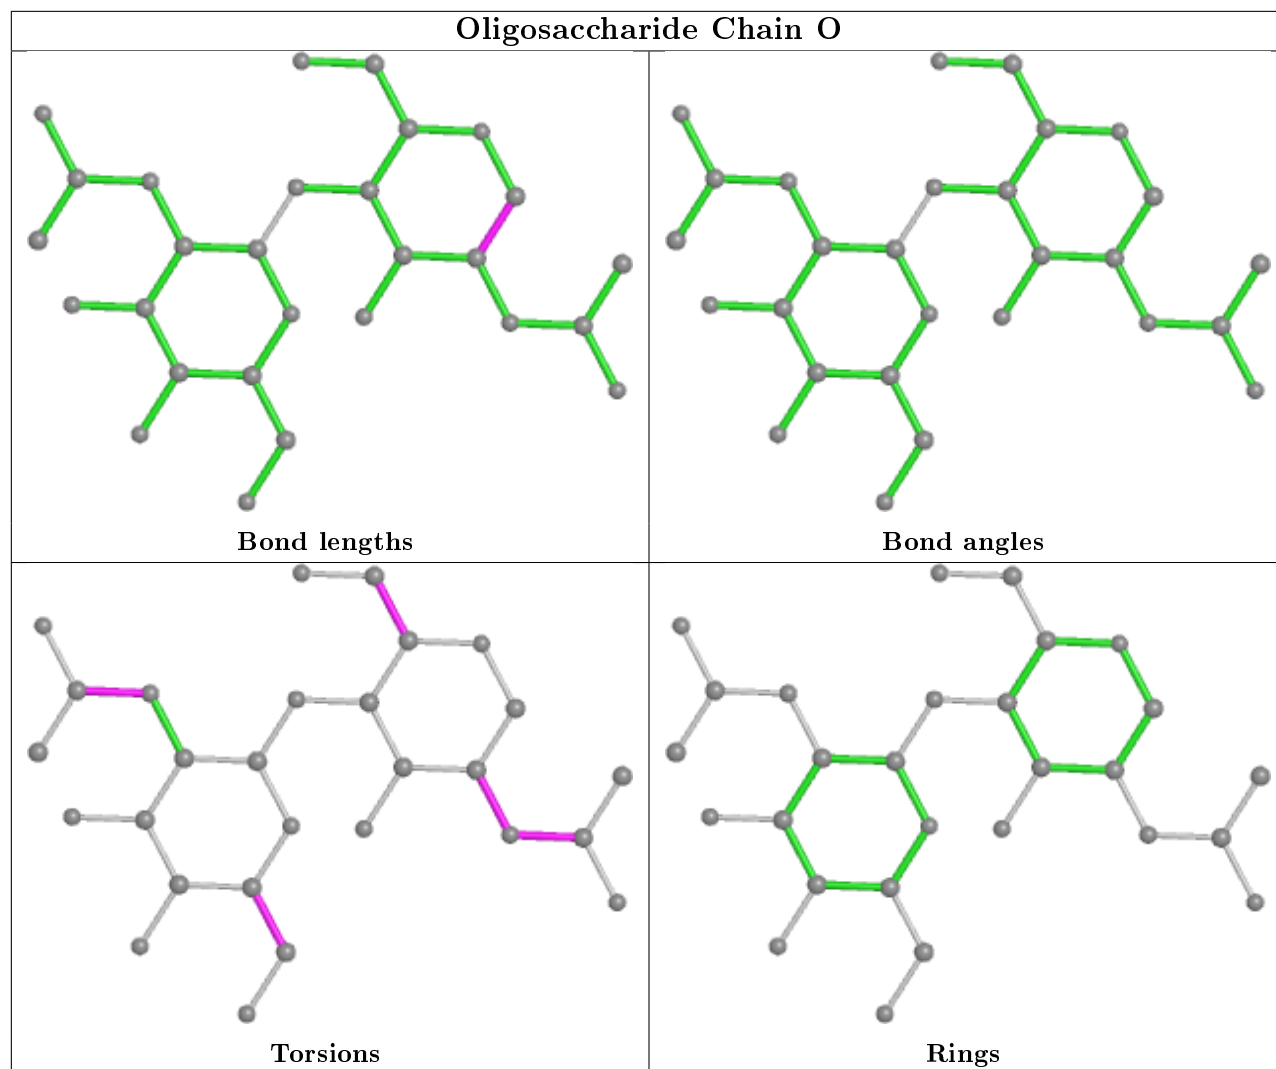 Oligosaccharide Chain O
Bond lengths
Bond angles
Torsions
Rings